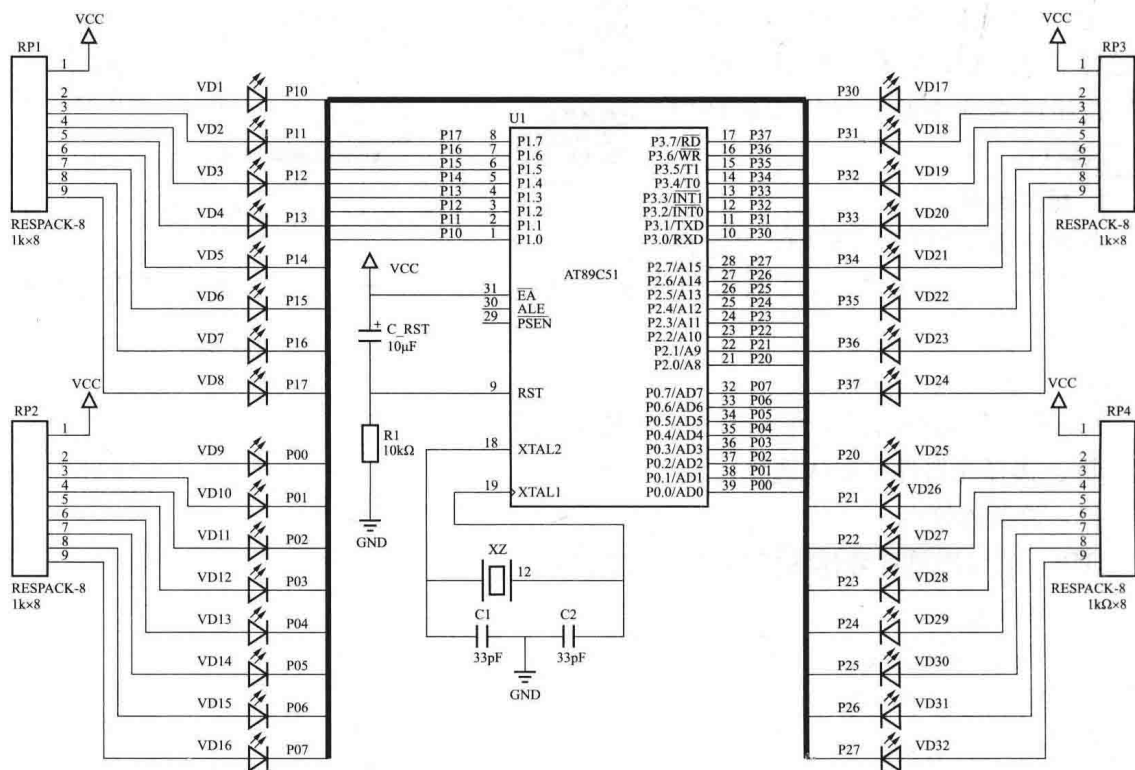 VCC
RP1
1
2
3
4
5
6
7
8
9
RESPACK-8
1k×8
VD1
P10
VD2
P11
VD3
P12
VD4
P13
VD5
P14
VD6
P15
VD7
P16
VD8
P17
VCC
RP2
1
2
3
4
5
6
7
8
9
RESPACK-8
1k×8
VD9
P00
VD10
P01
VD11
P02
VD12
P03
VD13
P04
VD14
P05
VD15
P06
VD16
P07
U1
AT89C51
P17 8 P1.7
P16 7 P1.6
P15 6 P1.5
P14 5 P1.4
P13 4 P1.3
P12 3 P1.2
P11 2 P1.1
P10 1 P1.0
VCC
31 EA
30 ALE
29 PSEN
+
C_RST
10μF
9 RST
R1
10kΩ
GND
18 XTAL2
19 XTAL1
XZ
12
C1
33pF
C2
33pF
GND
P3.7/RD 17 P37
P3.6/WR 16 P36
P3.5/T1 15 P35
P3.4/T0 14 P34
P3.3/INT1 13 P33
P3.2/INT0 12 P32
P3.1/TXD 11 P31
P3.0/RXD 10 P30
P2.7/A15 28 P27
P2.6/A14 27 P26
P2.5/A13 26 P25
P2.4/A12 25 P24
P2.3/A11 24 P23
P2.2/A10 23 P22
P2.1/A9 22 P21
P2.0/A8 21 P20
P0.7/AD7 32 P07
P0.6/AD6 33 P06
P0.5/AD5 34 P05
P0.4/AD4 35 P04
P0.3/AD3 36 P03
P0.2/AD2 37 P02
P0.1/AD1 38 P01
P0.0/AD0 39 P00
P30
VD17
P31
VD18
P32
VD19
P33
VD20
P34
VD21
P35
VD22
P36
VD23
P37
VD24
VCC
RP3
1
2
3
4
5
6
7
8
9
RESPACK-8
1k×8
P20
VD25
P21
VD26
P22
VD27
P23
VD28
P24
VD29
P25
VD30
P26
VD31
P27
VD32
VCC
RP4
1
2
3
4
5
6
7
8
9
RESPACK-8
1kΩ×8